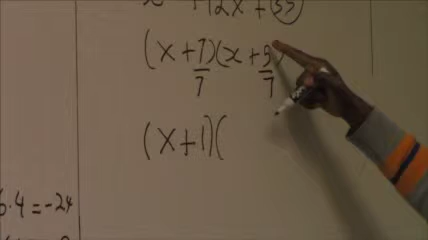 + 12x + 35
(x + 7)(x + 5)
7 7
(x + 1)(
6.4 = -24